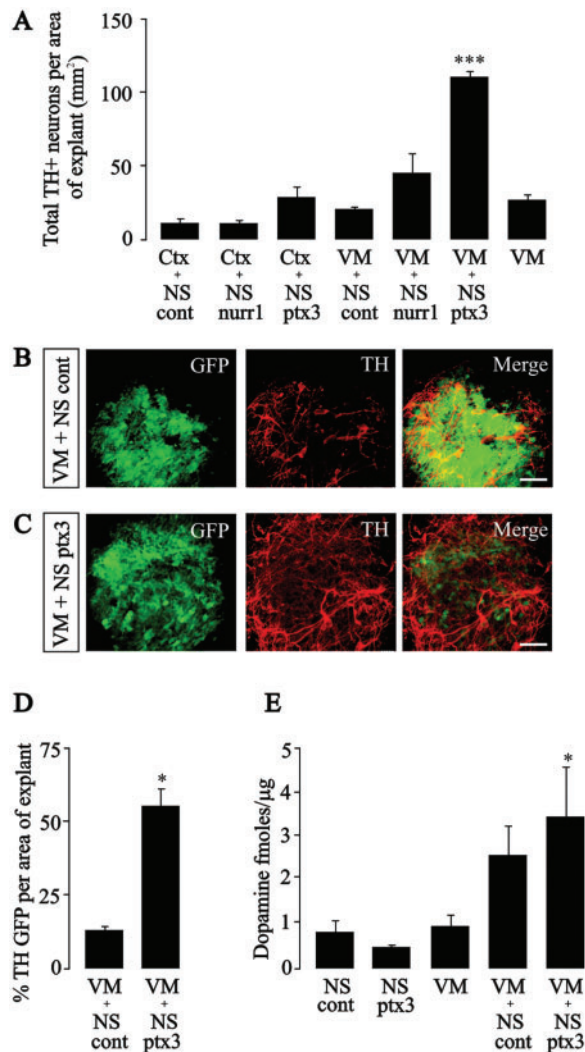 A
Total TH+ neurons per area
of explant (mm²)
150
100
50
0
***
Ctx + NS cont
Ctx + NS nurr1
Ctx + NS ptx3
VM + NS cont
VM + NS nurr1
VM + NS ptx3
VM
B
VM + NS cont
GFP
TH
Merge
C
VM + NS ptx3
GFP
TH
Merge
D
% TH GFP per area of explant
75
50
25
0
*
VM + NS cont
VM + NS ptx3
E
Dopamine fmoles/µg
5
4
3
2
1
0
*
NS cont
NS ptx3
VM
VM + NS cont
VM + NS ptx3